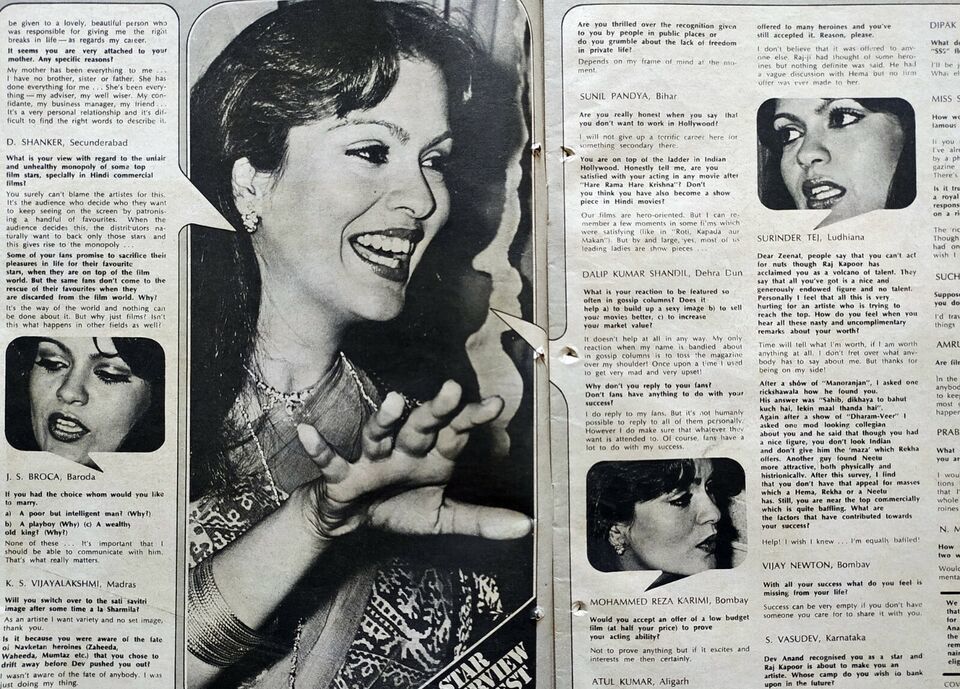 be given to a lovely, beautiful person who
was responsible for giving me the right
breaks in life — as regards my career.
It seems you are very attached to your
mother. Any specific reasons?
My mother has been everything to me ...
I have no brother, sister or father. She has
done everything for me ... She's been every-
thing — my adviser, my well wiser. My con-
fidante, my business manager, my friend ...
It's a very personal relationship and it's dif-
ficult to find the right words to describe it.
D. SHANKER, Secunderabad
What is your view with regard to the unfair
and unhealthy monopoly of some top
film stars, specially in Hindi commercial
films?
You surely can't blame the artistes for this.
It's the audience who decide who they want
to keep seeing on the screen by patronis-
ing a handful of favourites. When the
audience decides this, the distributors na-
turally want to back only those stars and
this gives rise to the monopoly ...
Some of your fans promise to sacrifice their
pleasures in life for their favourite
stars, when they are on top of the film
world. But the same fans don't come to the
rescue of their favourites when they
are discarded from the film world. Why?
It's the way of the world and nothing can
be done about it. But why just films? Isn't
this what happens in other fields as well?
J. S. BROCA, Baroda
If you had the choice whom would you like
to marry.
a) A poor but intelligent man? (Why?)
b) A playboy (Why) (c) A wealthy
old king? (Why?)
None of these ... It's important that I
should be able to communicate with him.
That's what really matters.
K. S. VIJAYALAKSHMI, Madras
Will you switch over to the sati savitri
image after some time a la Sharmila?
As an artiste I want variety and no set image,
thank you.
Is it because you were aware of the fate
of Navketan heroines (Zaheeda,
Waheeda, Mumtaz etc.) that you chose to
drift away before Dev pushed you out?
I wasn't aware of the fate of anybody. I was
just doing my thing.
STAR
Are you thrilled over the recognition given
to you by people in public places or
do you grumble about the lack of freedom
in private life?
Depends on my frame of mind at the mo-
ment.
SUNIL PANDYA, Bihar
Are you really honest when you say that
you don't want to work in Hollywood?
I will not give up a terrific career here for
something secondary there.
You are on top of the ladder in Indian
Hollywood. Honestly tell me, are you
satisfied with your acting in any movie after
"Hare Rama Hare Krishna"? Don't
you think you have also become a show
piece in Hindi movies?
Our films are hero-oriented. But I can re-
member a few moments in some films which
were satisfying (like in "Roti, Kapada aur
Makan"). But by and large, yes, most of us
leading ladies are show pieces ...
DALIP KUMAR SHANDIL, Dehra Dun
What is your reaction to be featured so
often in gossip columns? Does it
help a) to build up a sexy image b) to sell
your movies better, c) to increase
your market value?
It doesn't help at all in any way. My only
reaction when my name is bandied about
in gossip columns is to toss the magazine
over my shoulder! Once upon a time I used
to get very mad and very upset!
Why don't you reply to your fans?
Don't fans have anything to do with your
success?
I do reply to my fans. But it's not humanly
possible to reply to all of them personally.
However I do make sure that whatever they
want is attended to. Of course, fans have a
lot to do with my success.
MOHAMMED REZA KARIMI, Bombay
Would you accept an offer of a low budget
film (at half your price) to prove
your acting ability?
Not to prove anything but if it excites and
interests me then certainly.
ATUL KUMAR, Aligarh
offered to many heroines and you've
still accepted it. Reason, please.
I don't believe that it was offered to any-
one else. Raj-ji had thought of some hero-
ines but nothing definite was said. He had
a vague discussion with Hema but no firm
offer was ever made to her.
SURINDER TEJ, Ludhiana
Dear Zeenat, people say that you can't act
for nuts though Raj Kapoor has
acclaimed you as a volcano of talent. They
say that all you've got is a nice and
generously endowed figure and no talent.
Personally I feel that all this is very
hurting for an artiste who is trying to
reach the top. How do you feel when you
hear all these nasty and uncomplimentary
remarks about your worth?
Time will tell what I'm worth, if I am worth
anything at all. I don't fret over what any-
body has to say about me. But thanks for
being on my side!
After a show of "Manoranjan", I asked one
rickshawala how he found you.
His answer was "Sahib, dikhaya to bahut
kuch hai, lekin maal thanda hai".
Again after a show of "Dharam-Veer" I
asked one mod looking collegian
about you and he said that though you had
a nice figure, you don't look Indian
and don't give him the 'maza' which Rekha
offers. Another guy found Neetu
more attractive, both physically and
histrionically. After this survey, I find
that you don't have that appeal for masses
which a Hema, Rekha or a Neetu
has. Still, you are near the top commercially
which is quite baffling. What are
the factors that have contributed towards
your success?
Help! I wish I knew ... I'm equally baffled!
VIJAY NEWTON, Bombay
With all your success what do you feel is
missing from your life?
Success can be very empty if you don't have
someone you care for to share it with you.
S. VASUDEV, Karnataka
Dev Anand recognised you as a star and
Raj Kapoor is about to make you an
artiste. Whose camp do you wish to bank
upon in the future?
DIPAK
MISS S